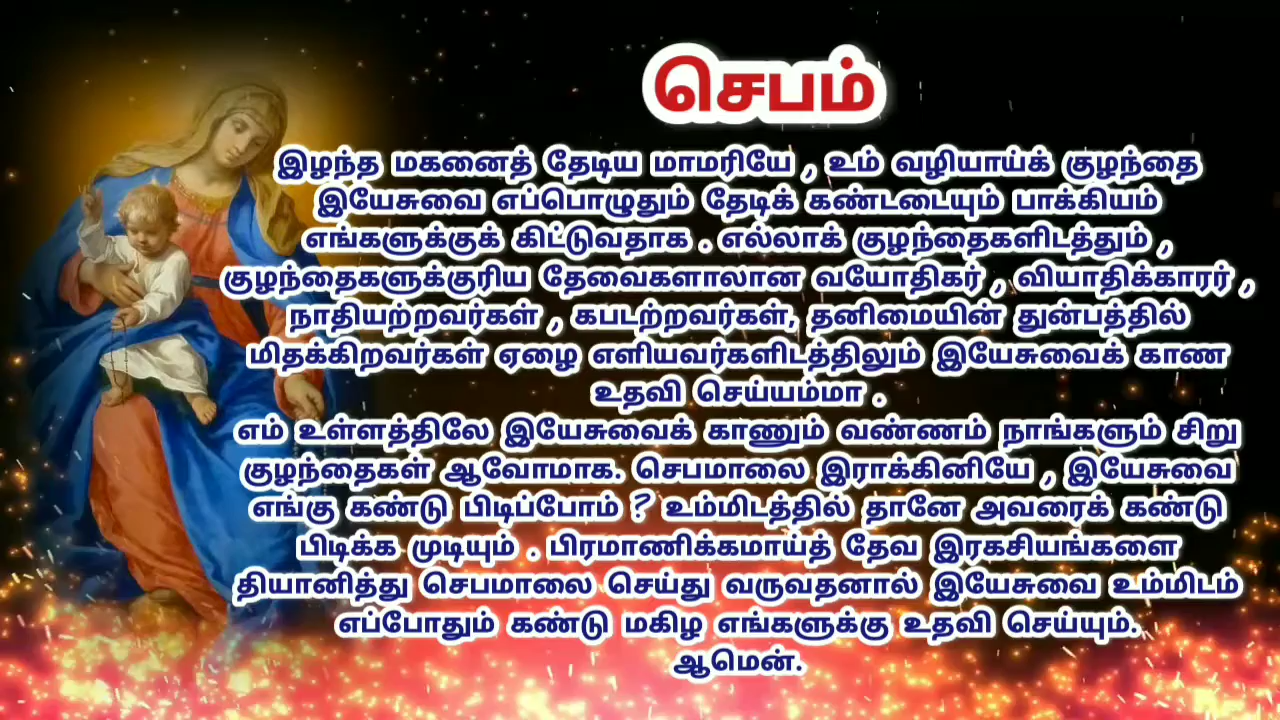 செபம்
இழந்த மகனைத் தேடிய மாமரியே , உம் வழியாய்க் குழந்தை
இயேசுவை எப்பொழுதும் தேடிக் கண்டடையும் பாக்கியம்
எங்களுக்குக் கிட்டுவதாக . எல்லாக் குழந்தைகளிடத்தும் ,
குழந்தைகளுக்குரிய தேவைகளாலான வயோதிகர் , வியாதிக்காரர் ,
நாதியற்றவர்கள் , கபடற்றவர்கள், தனிமையின் துன்பத்தில்
மிதக்கிறவர்கள் ஏழை எளியவர்களிடத்திலும் இயேசுவைக் காண
உதவி செய்யம்மா .
எம் உள்ளத்திலே இயேசுவைக் காணும் வண்ணம் நாங்களும் சிறு
குழந்தைகள் ஆவோமாக. செபமாலை இராக்கினியே , இயேசுவை
எங்கு கண்டு பிடிப்போம் ? உம்மிடத்தில் தானே அவரைக் கண்டு
பிடிக்க முடியும் . பிரமாணிக்கமாய்த் தேவ இரகசியங்களை
தியானித்து செபமாலை செய்து வருவதனால் இயேசுவை உம்மிடம்
எப்போதும் கண்டு மகிழ எங்களுக்கு உதவி செய்யும்.
ஆமென்.